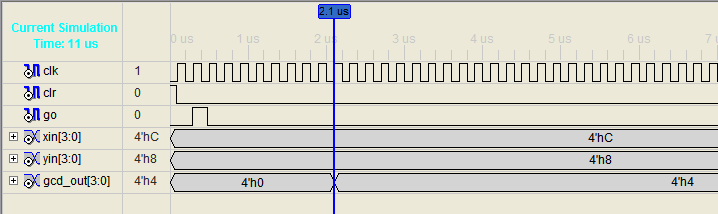 2.1 us
Current Simulation
Time: 11 us
0 us 1 us 2 us 3 us 4 us 5 us 6 us 7
clk 1
clr 0
go 0
xin[3:0] 4'hC 4'hC
yin[3:0] 4'h8 4'h8
gcd_out[3:0] 4'h4 4'h0 4'h4